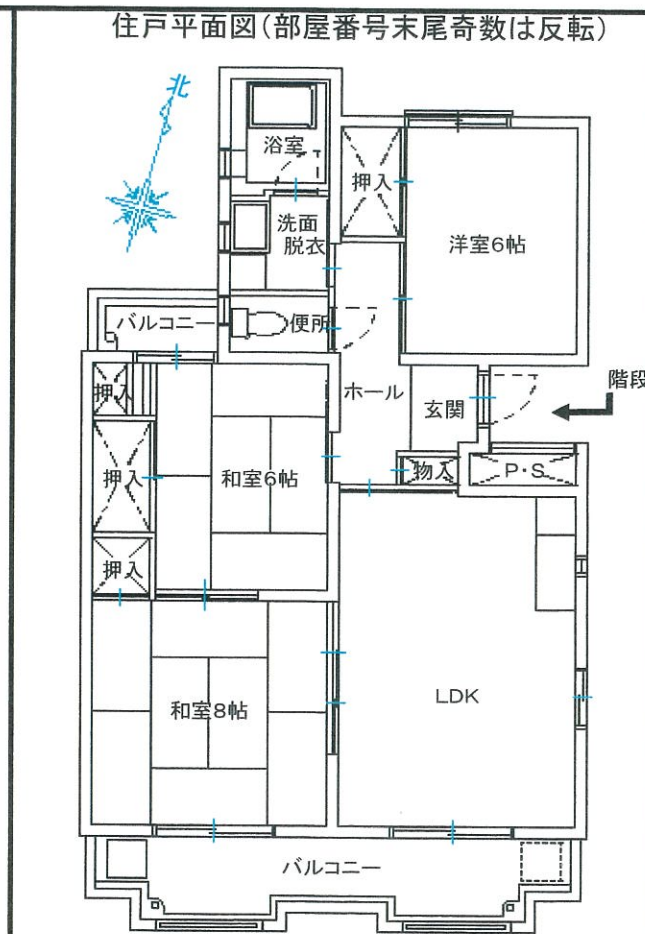 住戸平面図(部屋番号末尾奇数は反転)
北
浴室
押入
洗面
脱衣
洋室6帖
バルコニー
便所
階段
押入
ホール
玄関
押入
和室6帖
物入
P・S
押入
和室8帖
LDK
バルコニー